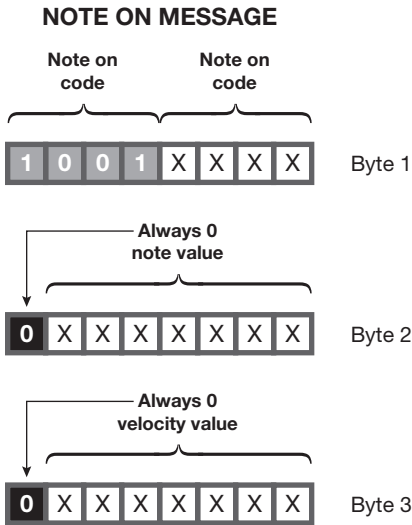 NOTE ON MESSAGE
Note on code Note on code
1 0 0 1 X X X X Byte 1
Always 0
note value
0 X X X X X X X Byte 2
Always 0
velocity value
0 X X X X X X X Byte 3